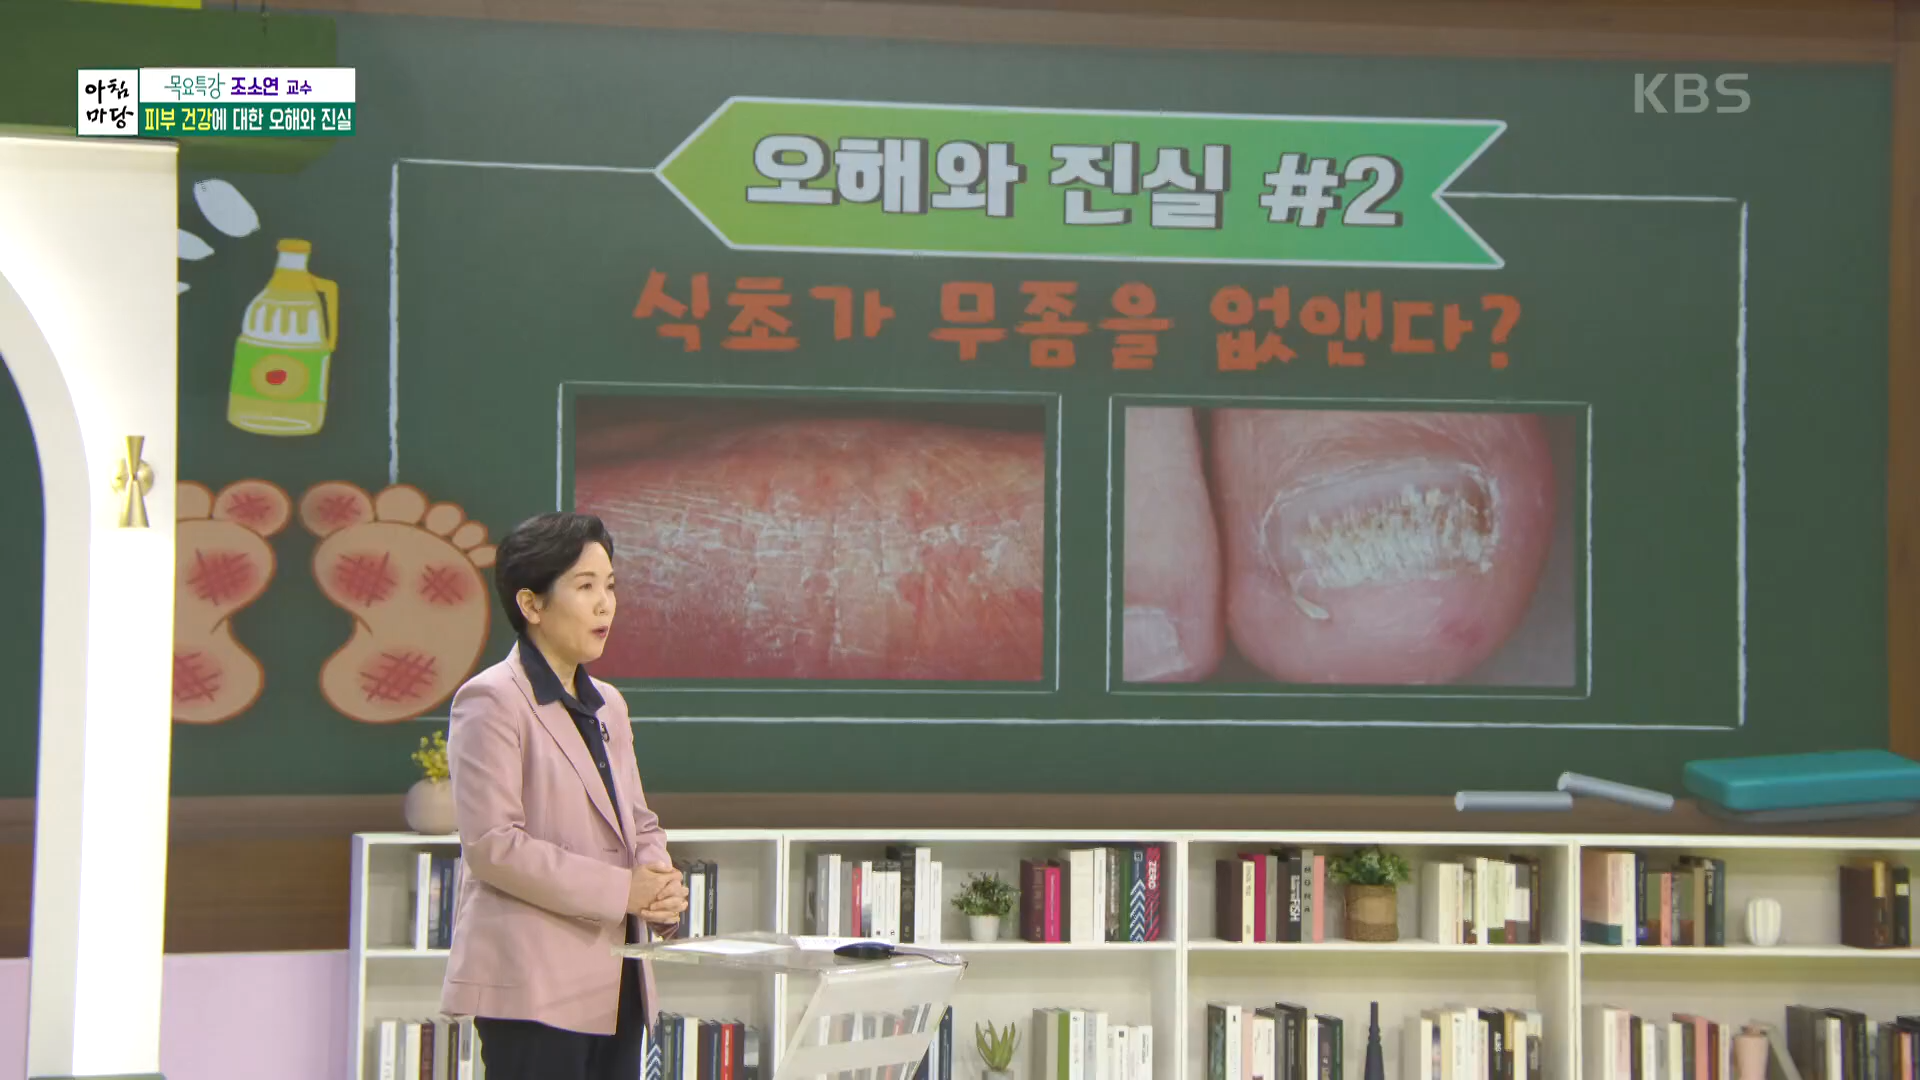 아침
마당
목요특강 조소연 교수
피부 건강에 대한 오해와 진실
KBS
오해와 진실 #2
식초가 무좀을 없앤다?
ZERO